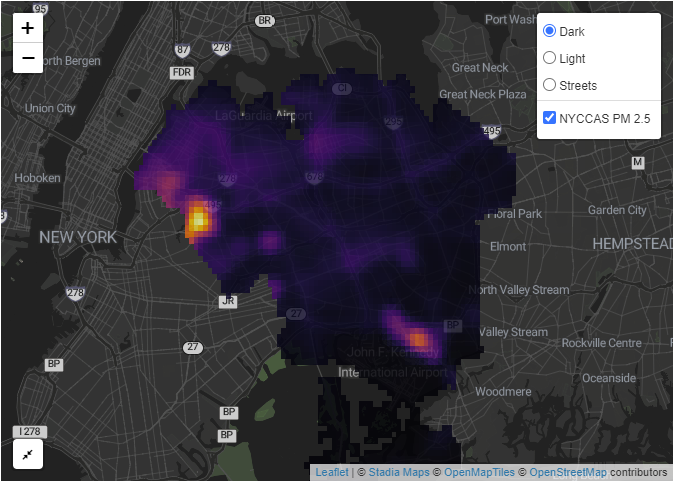 95
+
−
BR
87
278
FDR
North Bergen
Union City
Hoboken
NEW YORK
LaGuardia Airport
CI
295
495
278
495
678
Port Wash
Great Neck
Great Neck Plaza
Dark
Light
Streets
NYCCAS PM 2.5
M
Floral Park
Garden City
Elmont
HEMPSTEAD
North Valley Stream
BP
Valley Stream
Rockville Centre
Oceanside
Woodmere
278
JR
27
27
John F. Kennedy
International Airport
BP
BP
BP
I 278
Leaflet | © Stadia Maps © OpenMapTiles © OpenStreetMap contributors